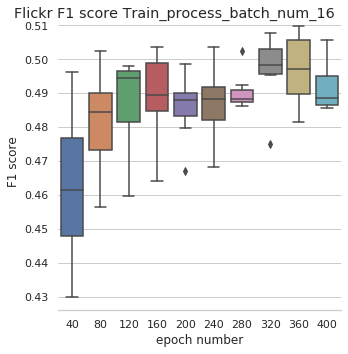 Flickr F1 score Train_process_batch_num_16
0.51
0.50
0.49
0.48
0.47
0.46
0.45
0.44
0.43
F1 score
40 80 120 160 200 240 280 320 360 400
epoch number